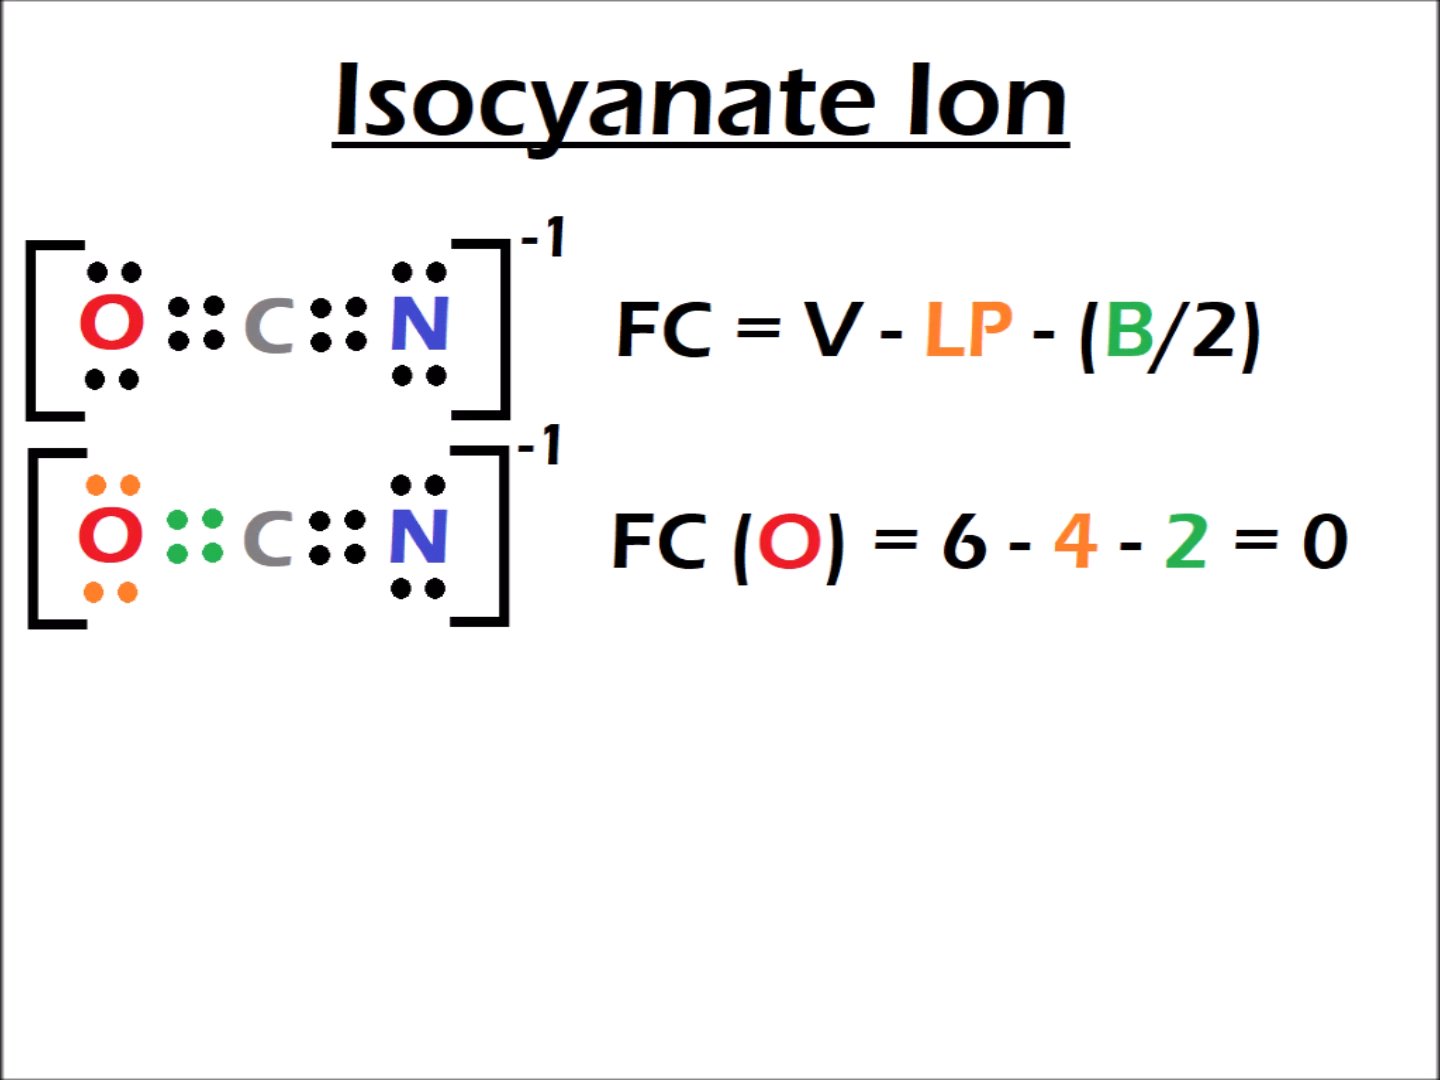 Isocyanate Ion
[O C N]-1
FC = V - LP - (B/2)
[O C N]-1
FC (O) = 6 - 4 - 2 = 0